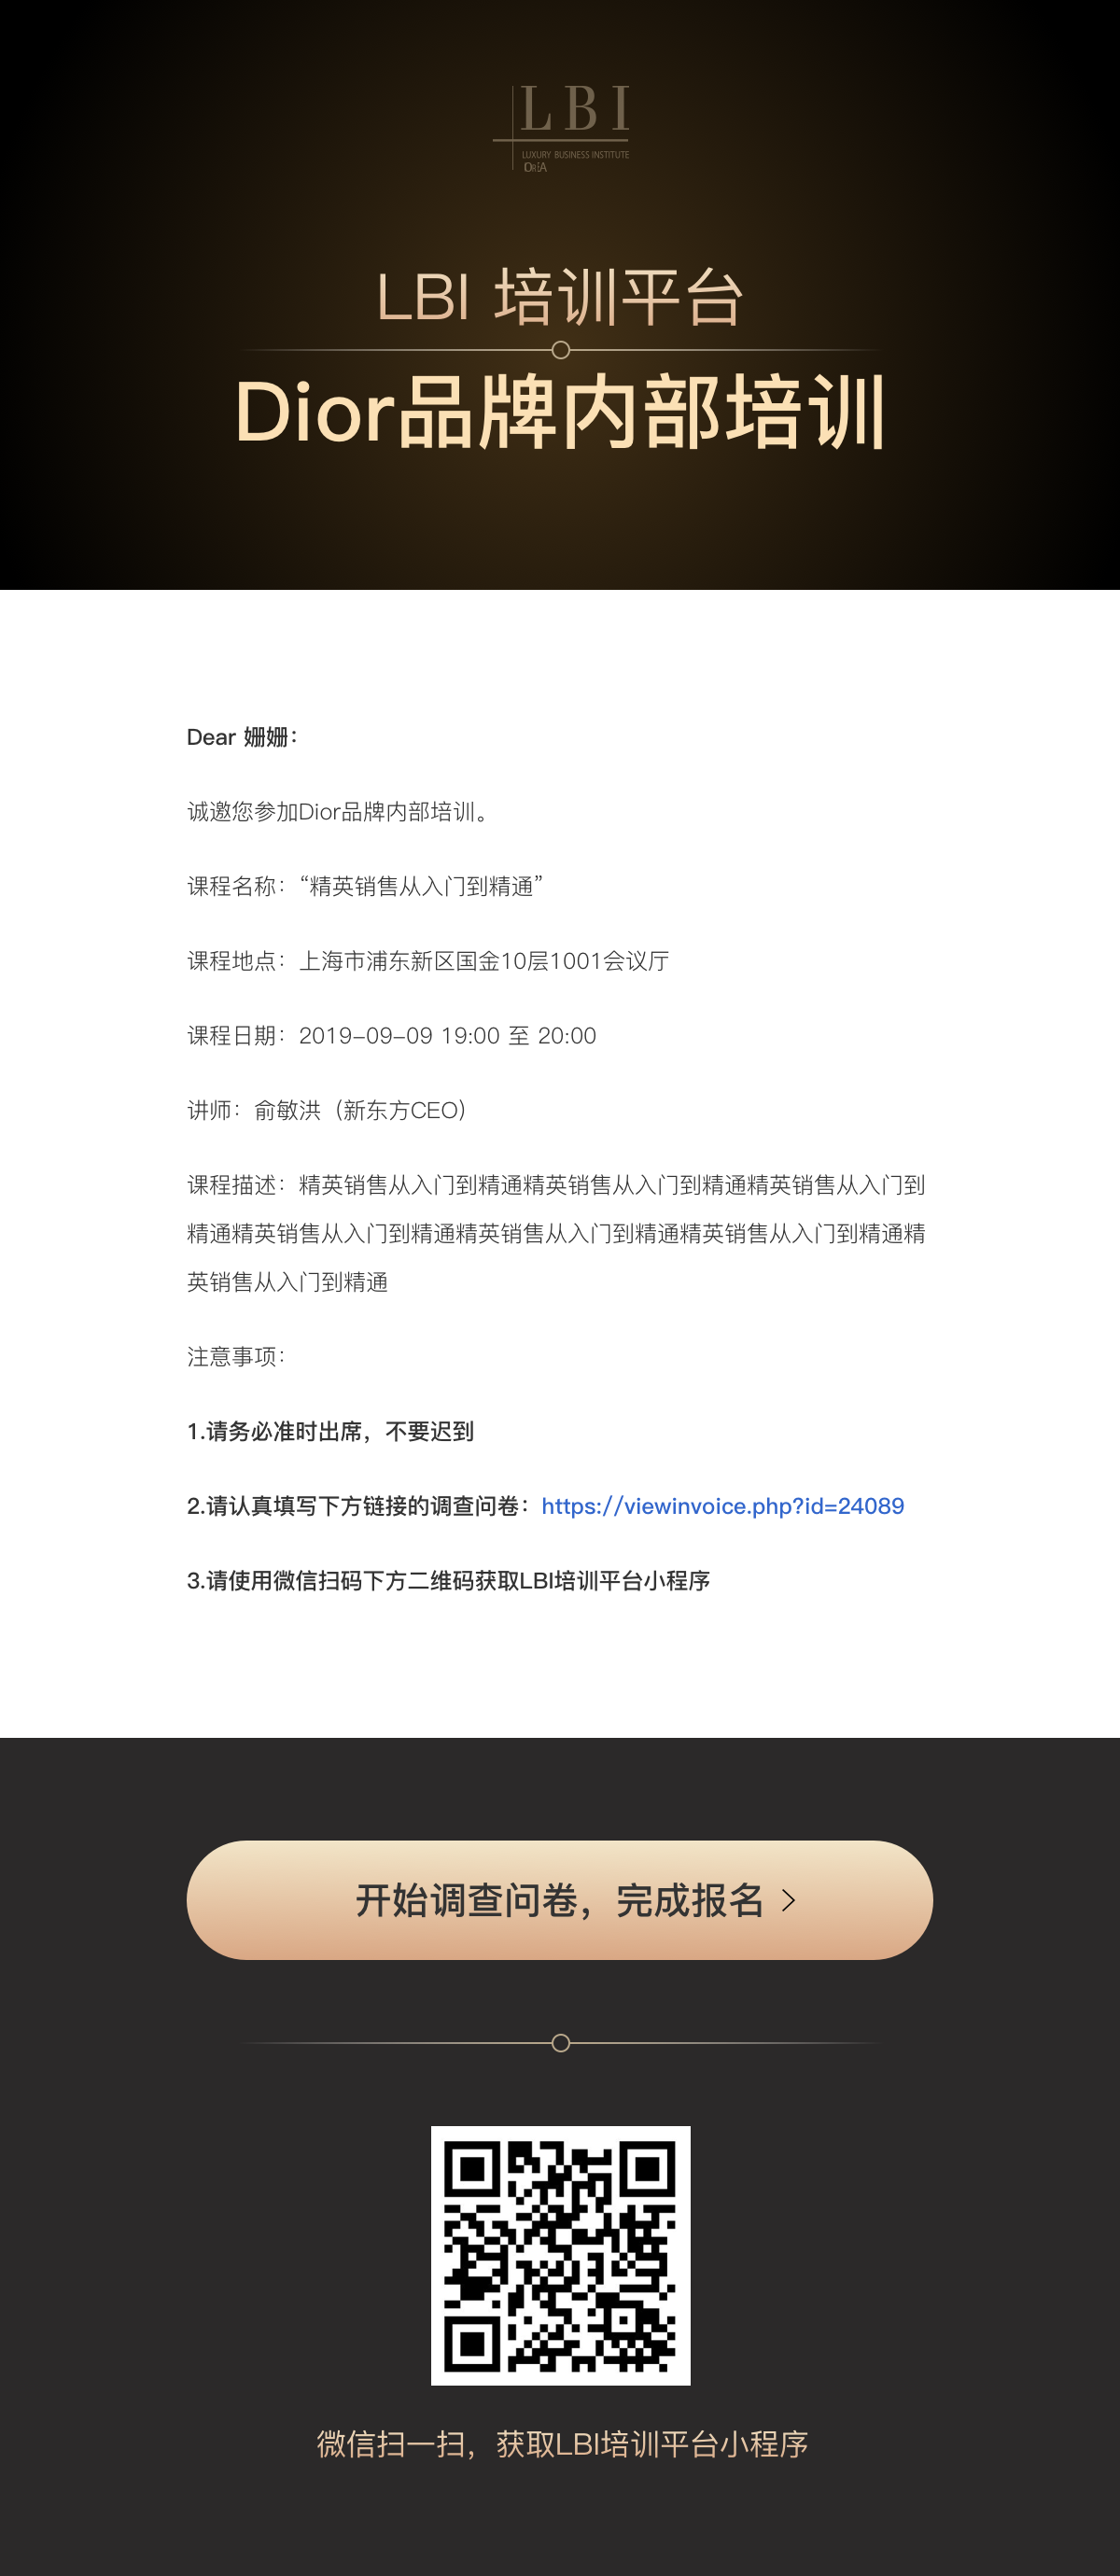 LBI
LUXURY BUSINESS INSTITUTE
LBI 培训平台
Dior品牌内部培训
Dear 姗姗：
诚邀您参加Dior品牌内部培训。
课程名称：“精英销售从入门到精通”
课程地点：上海市浦东新区国金10层1001会议厅
课程日期：2019-09-09 19:00 至 20:00
讲师：俞敏洪（新东方CEO）
课程描述：精英销售从入门到精通精英销售从入门到精通精英销售从入门到
精通精英销售从入门到精通精英销售从入门到精通精英销售从入门到精通精
英销售从入门到精通
注意事项：
1.请务必准时出席，不要迟到
2.请认真填写下方链接的调查问卷：https://viewinvoice.php?id=24089
3.请使用微信扫码下方二维码获取LBI培训平台小程序
开始调查问卷，完成报名 >
微信扫一扫，获取LBI培训平台小程序